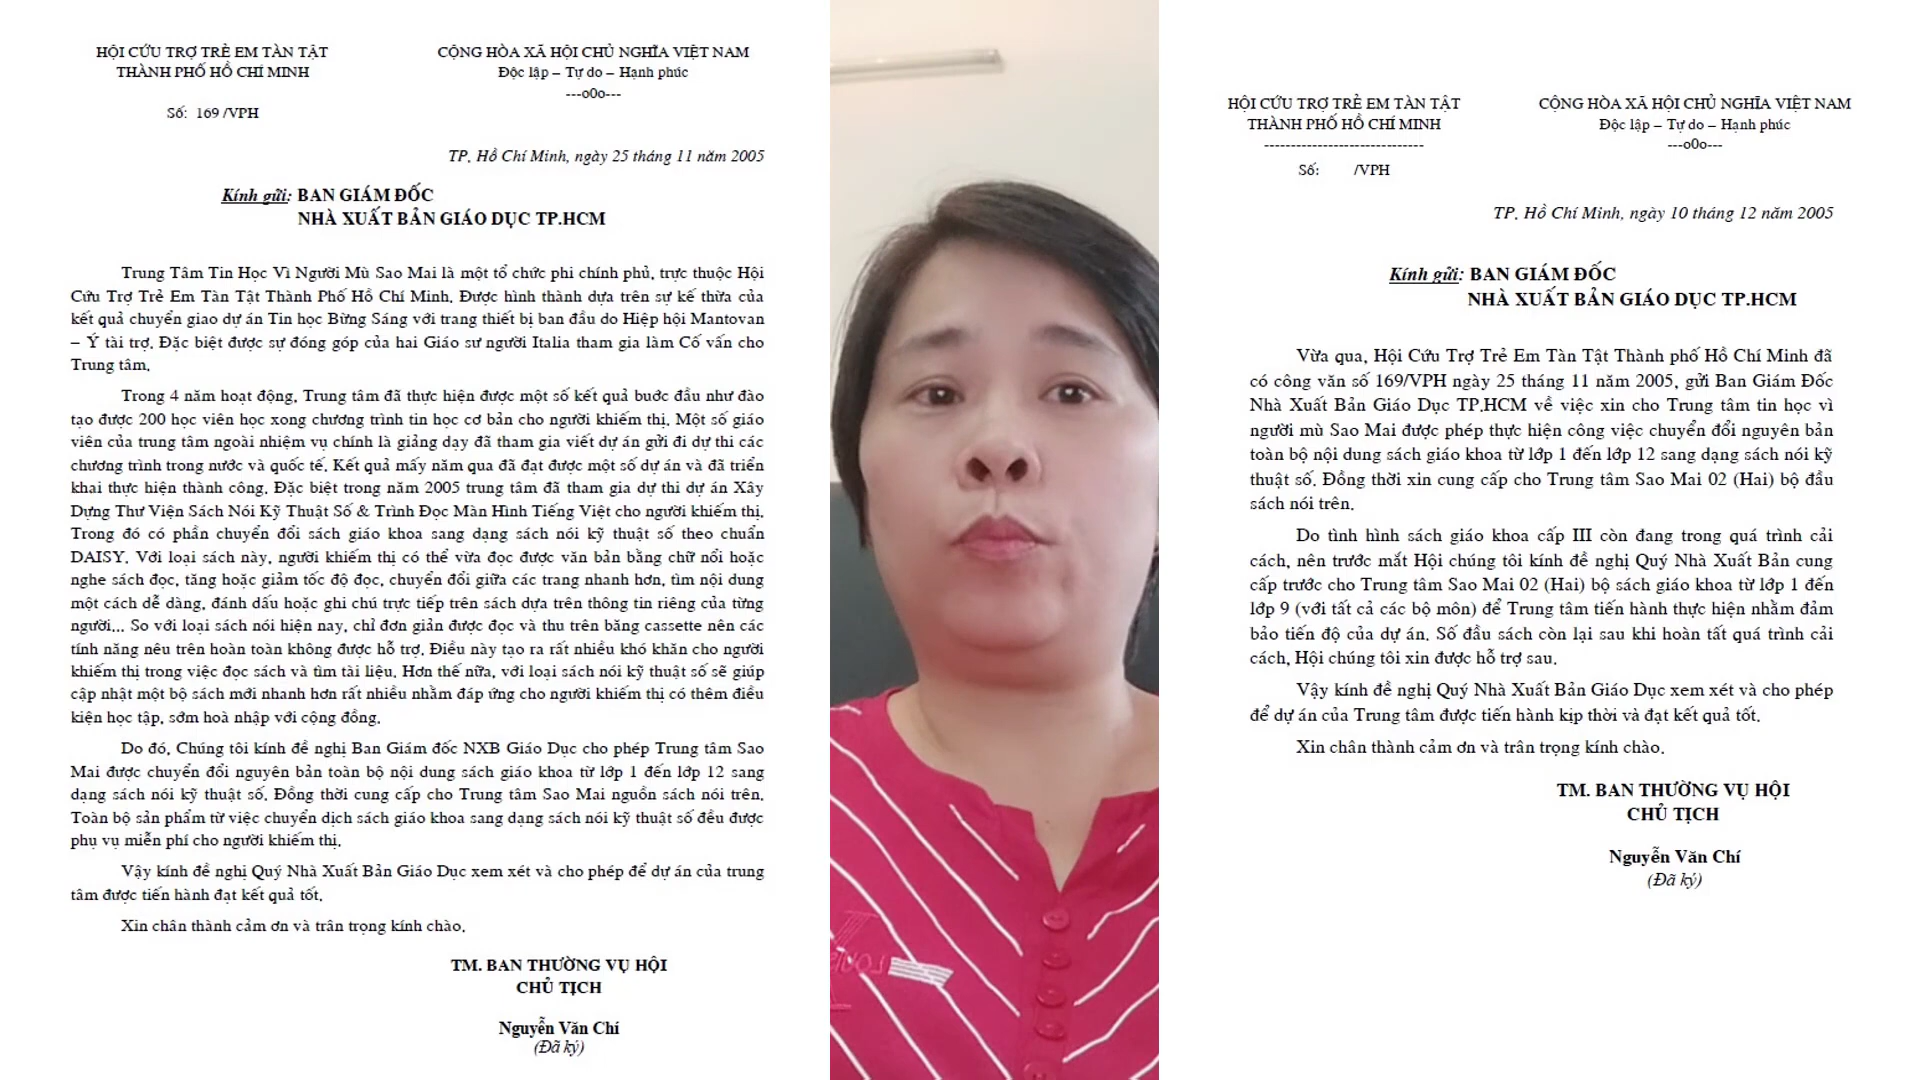 HỘI CỨU TRỢ TRẺ EM TÀN TẬT
THÀNH PHỐ HỒ CHÍ MINH
Số: 169 /VPH
CỘNG HÒA XÃ HỘI CHỦ NGHĨA VIỆT NAM
Độc lập – Tự do – Hạnh phúc
---o0o---
TP. Hồ Chí Minh, ngày 25 tháng 11 năm 2005
Kính gửi: BAN GIÁM ĐỐC
NHÀ XUẤT BẢN GIÁO DỤC TP.HCM
Trung Tâm Tin Học Vì Người Mù Sao Mai là một tổ chức phi chính phủ, trực thuộc Hội
Cứu Trợ Trẻ Em Tàn Tật Thành Phố Hồ Chí Minh. Được hình thành dựa trên sự kế thừa của
kết quả chuyển giao dự án Tin học Bừng Sáng với trang thiết bị ban đầu do Hiệp hội Mantovan
– Ý tài trợ. Đặc biệt được sự đóng góp của hai Giáo sư người Italia tham gia làm Cố vấn cho
Trung tâm.
Trong 4 năm hoạt động, Trung tâm đã thực hiện được một số kết quả buớc đầu như đào
tạo được 200 học viên học xong chương trình tin học cơ bản cho người khiếm thị. Một số giáo
viên của trung tâm ngoài nhiệm vụ chính là giảng dạy đã tham gia viết dự án gửi đi dự thi các
chương trình trong nước và quốc tế. Kết quả mấy năm qua đã đạt được một số dự án và đã triển
khai thực hiện thành công. Đặc biệt trong năm 2005 trung tâm đã tham gia dự thi dự án Xây
Dựng Thư Viện Sách Nói Kỹ Thuật Số & Trình Đọc Màn Hình Tiếng Việt cho người khiếm thị.
Trong đó có phần chuyển đổi sách giáo khoa sang dạng sách nói kỹ thuật số theo chuẩn
DAISY. Với loại sách này, người khiếm thị có thể vừa đọc được văn bản bằng chữ nổi hoặc
nghe sách đọc, tăng hoặc giảm tốc độ đọc, chuyển đổi giữa các trang nhanh hơn, tìm nội dung
một cách dễ dàng, đánh dấu hoặc ghi chú trực tiếp trên sách dựa trên thông tin riêng của từng
người... So với loại sách nói hiện nay, chỉ đơn giản được đọc và thu trên băng cassette nên các
tính năng nêu trên hoàn toàn không được hỗ trợ. Điều này tạo ra rất nhiều khó khăn cho người
khiếm thị trong việc đọc sách và tìm tài liệu. Hơn thế nữa, với loại sách nói kỹ thuật số sẽ giúp
cập nhật một bộ sách mới nhanh hơn rất nhiều nhằm đáp ứng cho người khiếm thị có thêm điều
kiện học tập, sớm hoà nhập với cộng đồng.
Do đó, Chúng tôi kính đề nghị Ban Giám đốc NXB Giáo Dục cho phép Trung tâm Sao
Mai được chuyển đổi nguyên bản toàn bộ nội dung sách giáo khoa từ lớp 1 đến lớp 12 sang
dạng sách nói kỹ thuật số. Đồng thời cung cấp cho Trung tâm Sao Mai nguồn sách nói trên.
Toàn bộ sản phẩm từ việc chuyển dịch sách giáo khoa sang dạng sách nói kỹ thuật số đều được
phụ vụ miễn phí cho người khiếm thị.
Vậy kính đề nghị Quý Nhà Xuất Bản Giáo Dục xem xét và cho phép để dự án của trung
tâm được tiến hành đạt kết quả tốt.
Xin chân thành cảm ơn và trân trọng kính chào.
TM. BAN THƯỜNG VỤ HỘI
CHỦ TỊCH
Nguyễn Văn Chí
(Đã ký)
HỘI CỨU TRỢ TRẺ EM TÀN TẬT
THÀNH PHỐ HỒ CHÍ MINH
-----------------------------
Số: /VPH
CỘNG HÒA XÃ HỘI CHỦ NGHĨA VIỆT NAM
Độc lập – Tự do – Hạnh phúc
---o0o---
TP. Hồ Chí Minh, ngày 10 tháng 12 năm 2005
Kính gửi: BAN GIÁM ĐỐC
NHÀ XUẤT BẢN GIÁO DỤC TP.HCM
Vừa qua, Hội Cứu Trợ Trẻ Em Tàn Tật Thành phố Hồ Chí Minh đã
có công văn số 169/VPH ngày 25 tháng 11 năm 2005, gửi Ban Giám Đốc
Nhà Xuất Bản Giáo Dục TP.HCM về việc xin cho Trung tâm tin học vì
người mù Sao Mai được phép thực hiện công việc chuyển đổi nguyên bản
toàn bộ nội dung sách giáo khoa từ lớp 1 đến lớp 12 sang dạng sách nói kỹ
thuật số. Đồng thời xin cung cấp cho Trung tâm Sao Mai 02 (Hai) bộ đầu
sách nói trên.
Do tình hình sách giáo khoa cấp III còn đang trong quá trình cải
cách, nên trước mắt Hội chúng tôi kính đề nghị Quý Nhà Xuất Bản cung
cấp trước cho Trung tâm Sao Mai 02 (Hai) bộ sách giáo khoa từ lớp 1 đến
lớp 9 (với tất cả các bộ môn) để Trung tâm tiến hành thực hiện nhằm đảm
bảo tiến độ của dự án. Số đầu sách còn lại sau khi hoàn tất quá trình cải
cách, Hội chúng tôi xin được hỗ trợ sau.
Vậy kính đề nghị Quý Nhà Xuất Bản Giáo Dục xem xét và cho phép
để dự án của Trung tâm được tiến hành kịp thời và đạt kết quả tốt.
Xin chân thành cảm ơn và trân trọng kính chào.
TM. BAN THƯỜNG VỤ HỘI
CHỦ TỊCH
Nguyễn Văn Chí
(Đã ký)